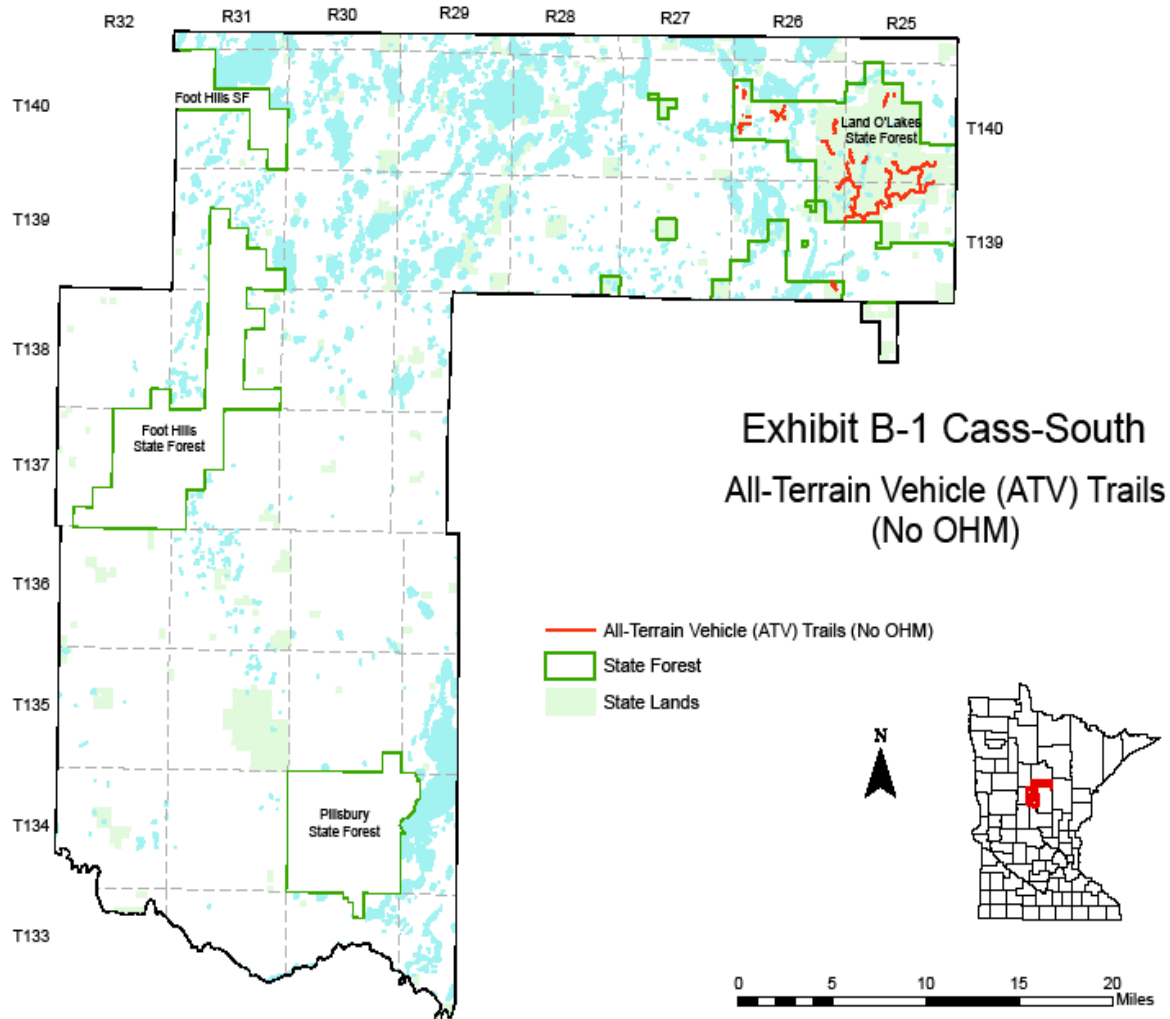 R32 R31 R30 R29 R28 R27 R26 R25
T140
T139
T138
T137
T136
T135
T134
T133
Foot Hills SF
Land O'Lakes
State Forest
T140
T139
Foot Hills
State Forest
Pillsbury
State Forest
Exhibit B-1 Cass-South
All-Terrain Vehicle (ATV) Trails
(No OHM)
All-Terrain Vehicle (ATV) Trails (No OHM)
State Forest
State Lands
N
0 5 10 15 20
Miles